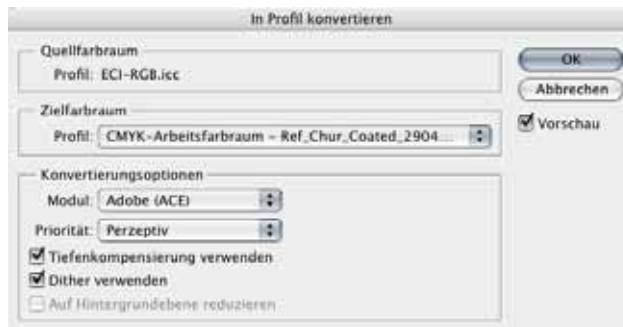 In Profil konvertieren
Quellfarbraum
Profil: ECI-RGB.icc
Zielfarbraum
Profil: CMYK-Arbeitsfarbraum – Ref_Chur_Coated_2904...
Konvertierungsoptionen
Modul: Adobe (ACE)
Priorität: Perzeptiv
Tiefenkompensierung verwenden
Dither verwenden
Auf Hintergrundebene reduzieren
OK
Abbrechen
Vorschau